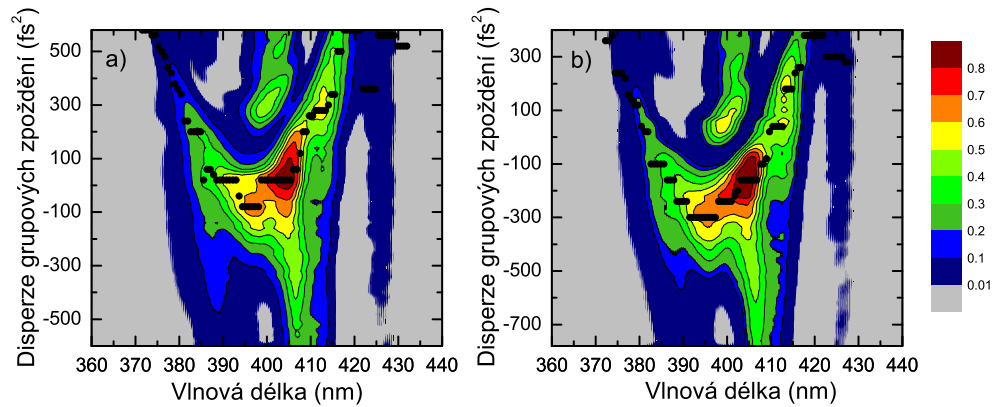 a)
Disperze grupových zpoždění (fs²)
500
300
100
-100
-300
-500
360 370 380 390 400 410 420 430 440
Vlnová délka (nm)
b)
Disperze grupových zpoždění (fs²)
300
100
-100
-300
-500
-700
360 370 380 390 400 410 420 430 440
Vlnová délka (nm)
0.8
0.7
0.6
0.5
0.4
0.3
0.2
0.1
0.01